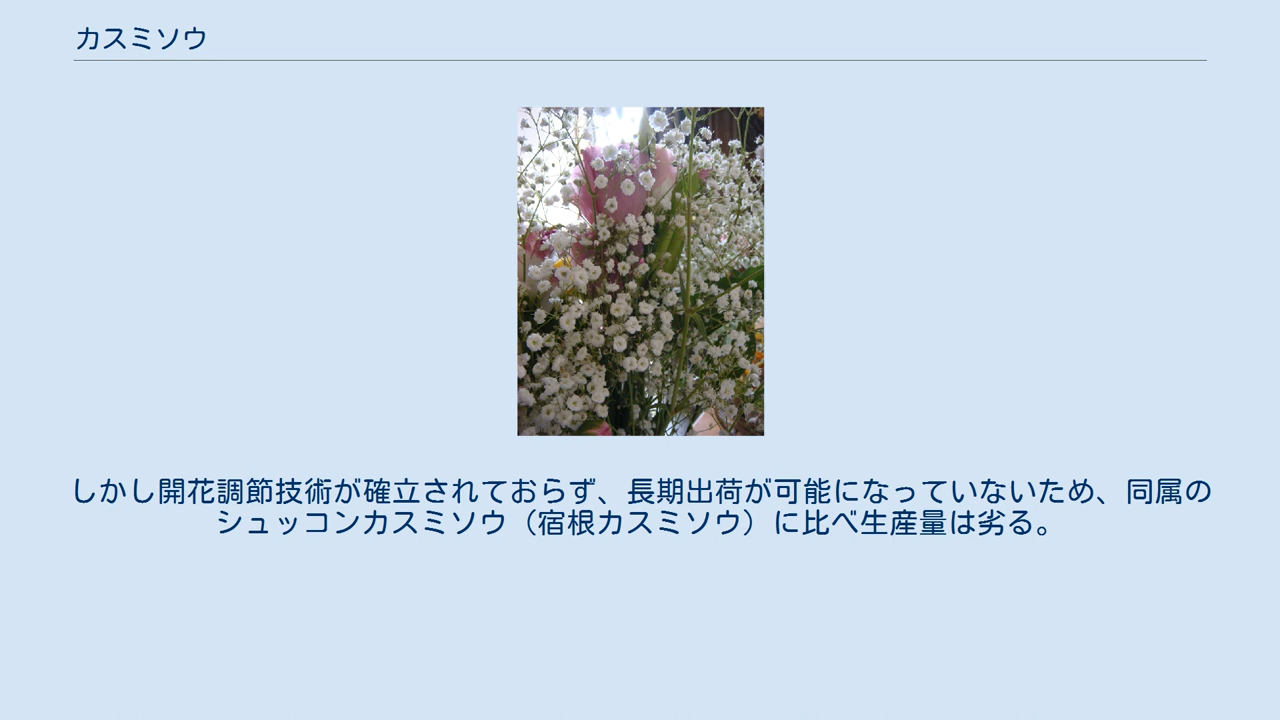 カスミソウ
しかし開花調節技術が確立されておらず、長期出荷が可能になっていないため、同属の
シュッコンカスミソウ（宿根カスミソウ）に比べ生産量は劣る。